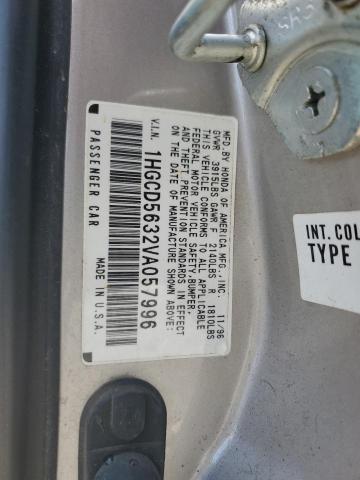 MFD BY HONDA OF AMERICA MFG., INC. 11/96
GVWR 3915LBS GAWR F 2140LBS R 1810LBS
THIS VEHICLE CONFORMS TO ALL APPLICABLE
FEDERAL MOTOR VEHICLE SAFETY, BUMPER,
AND THEFT PREVENTION STANDARDS IN EFFECT
ON THE DATE OF MANUFACTURE SHOWN ABOVE:
V.I.N. 1HGCD5632VA057996
PASSENGER CAR MADE IN U.S.A.
INT. COL
TYPE